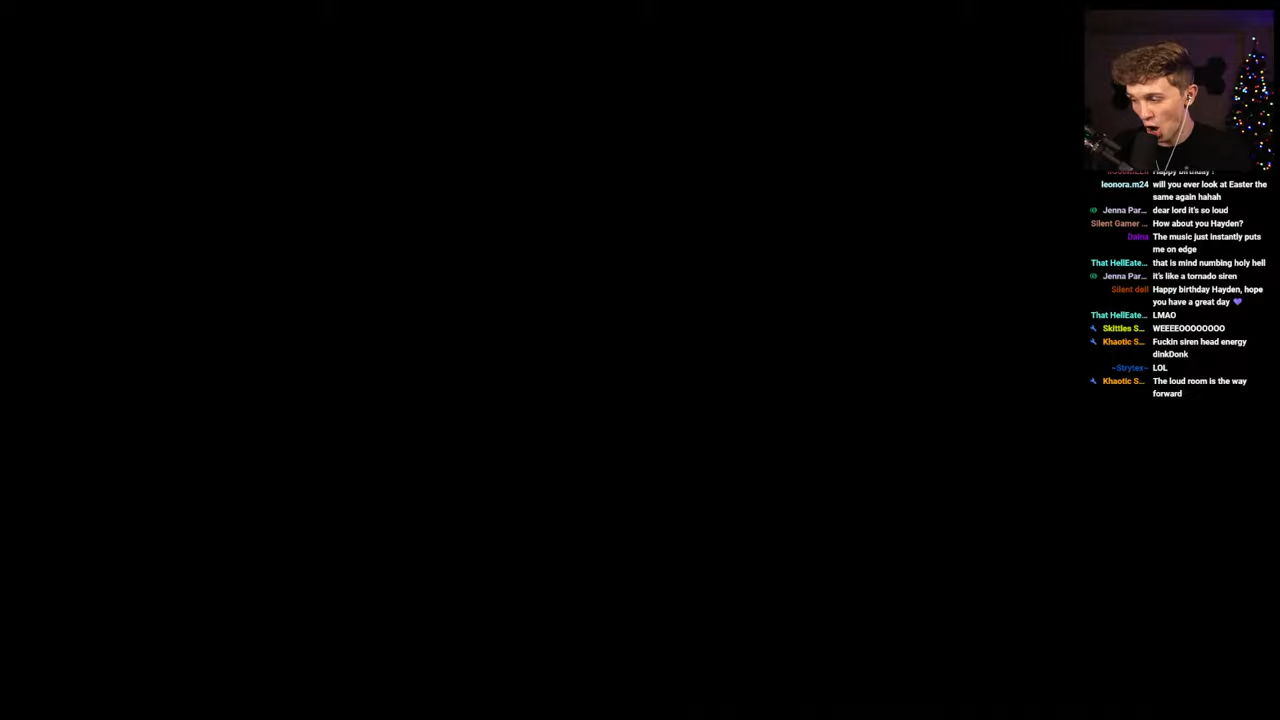 Happy birthday !
leonora.m24 will you ever look at Easter the
same again hahah
Jenna Par... dear lord it's so loud
Silent Gamer ... How about you Hayden?
Daina The music just instantly puts
me on edge
That HellEate... that is mind numbing holy hell
Jenna Par... it's like a tornado siren
Silent doll Happy birthday Hayden, hope
you have a great day 💜
That HellEate... LMAO
Skittles S... WEEEEOOOOOOOO
Khaotic S... Fuckin siren head energy
dinkDonk
~Strytex~ LOL
Khaotic S... The loud room is the way
forward